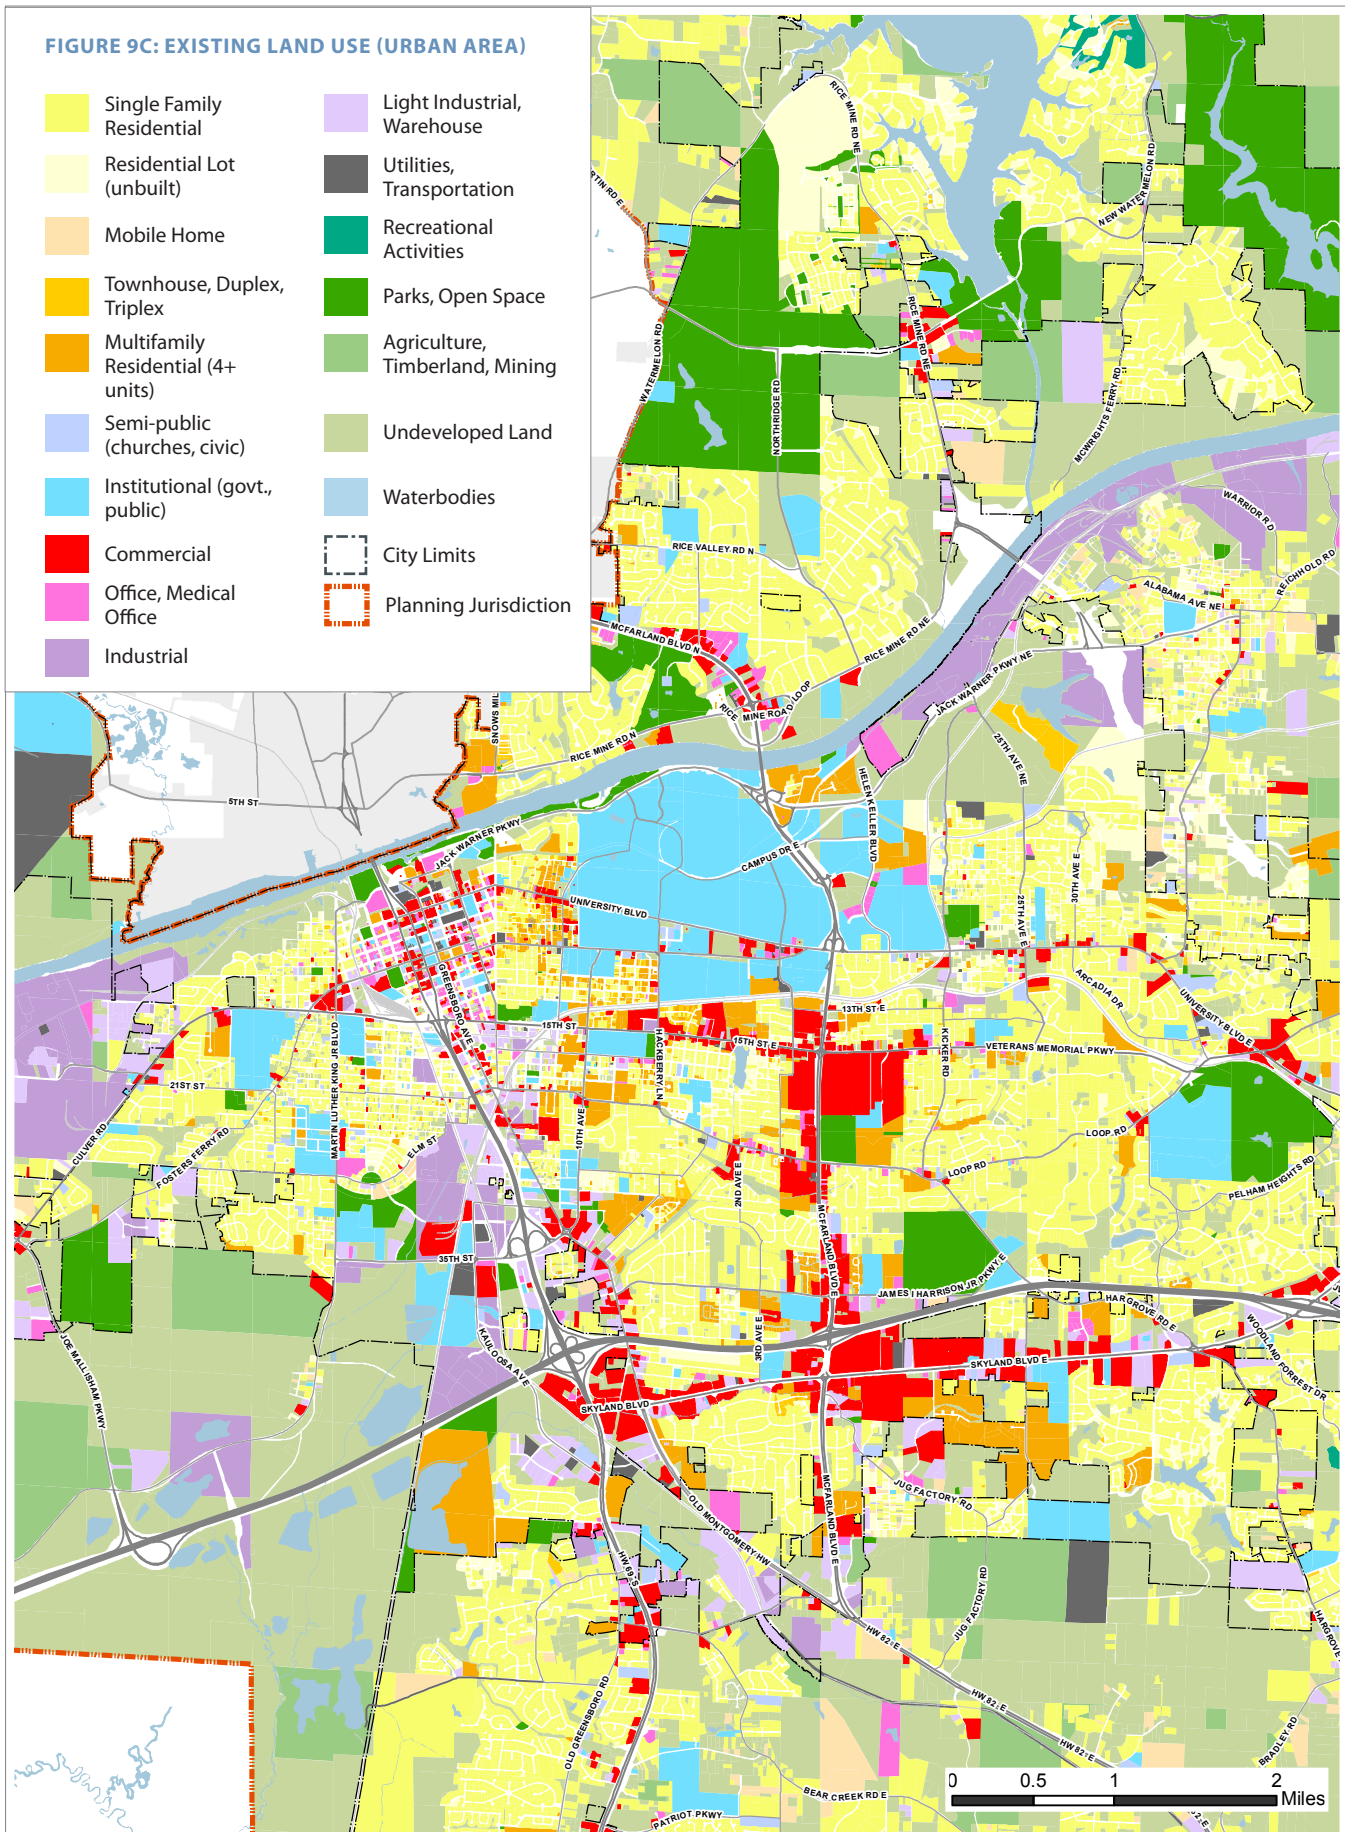 FIGURE 9C: EXISTING LAND USE (URBAN AREA)
Single Family
Residential
Residential Lot
(unbuilt)
Mobile Home
Townhouse, Duplex,
Triplex
Multifamily
Residential (4+
units)
Semi-public
(churches, civic)
Institutional (govt.,
public)
Commercial
Office, Medical
Office
Industrial
Light Industrial,
Warehouse
Utilities,
Transportation
Recreational
Activities
Parks, Open Space
Agriculture,
Timberland, Mining
Undeveloped Land
Waterbodies
City Limits
Planning Jurisdiction
RICE MINE RD NE
NEW WATERMELON RD
WATERMELON RD
RICE MINE RD NE
NORTHRIDGE RD
MCWRIGHTS FERRY RD
WARRIOR RD
REICHHOLD RD
RICE VALLEY RD N
ALABAMA AVE NE
MCFARLAND BLVD N
RICE MINE RD NE
JACK WARNER PKWY NE
RICE MINE ROAD LOOP
RICE MINE RD N
25TH AVE NE
5TH ST
JACK WARNER PKWY
HELEN KELLER BLVD
CAMPUS DR E
30TH AVE E
25TH AVE E
UNIVERSITY BLVD
GREENSBORO AVE
ARCADIA DR
UNIVERSITY BLVD E
13TH ST E
15TH ST
15TH ST E
HACKBERRY LN
KICKER RD
VETERANS MEMORIAL PKWY
MARTIN LUTHER KING JR BLVD
21ST ST
CULVER RD
FOSTERS FERRY RD
ELM ST
10TH AVE
LOOP RD
LOOP RD
2ND AVE E
PELHAM HEIGHTS RD
MCFARLAND BLVD E
35TH ST
JAMES I HARRISON JR PKWY E
HARGROVE RD E
WOODLAND FORREST DR
3RD AVE E
KAULOOSA AVE
SKYLAND BLVD E
SKYLAND BLVD
JOE MALLISHAM PKWY
JUG FACTORY RD
MCFARLAND BLVD E
OLD MONTGOMERY HW
HW 69 S
JUG FACTORY RD
HW 82 E
HARGROVE
OLD GREENSBORO RD
HW 82 E
HW 82 E
BRADLEY RD
BEAR CREEK RD E
PATRIOT PKWY
0 0.5 1 2
Miles